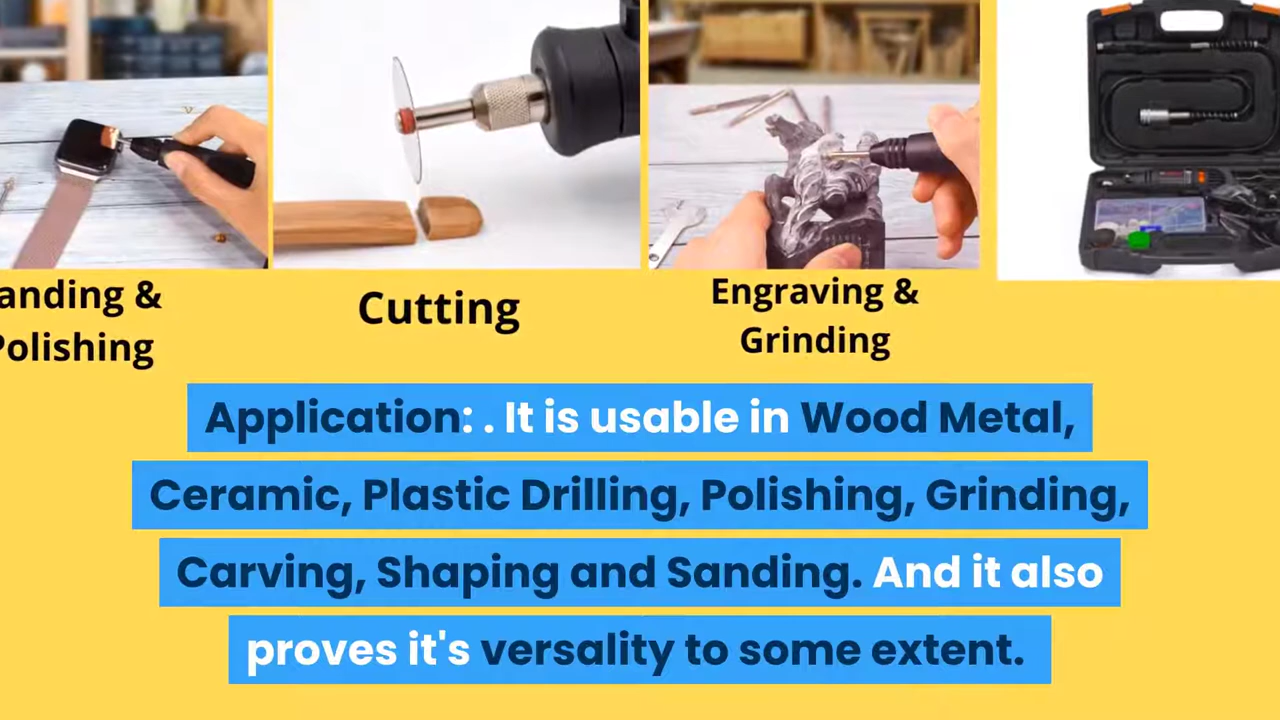 anding &
Polishing
Cutting
Engraving &
Grinding
Application: . It is usable in Wood Metal,
Ceramic, Plastic Drilling, Polishing, Grinding,
Carving, Shaping and Sanding. And it also
proves it's versality to some extent.